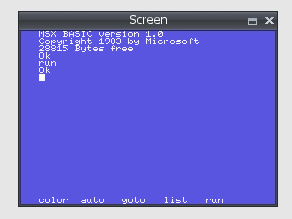 Screen
MSX BASIC version 1.0
Copyright 1983 by Microsoft
28815 Bytes free
Ok
run
Ok
color auto goto list run